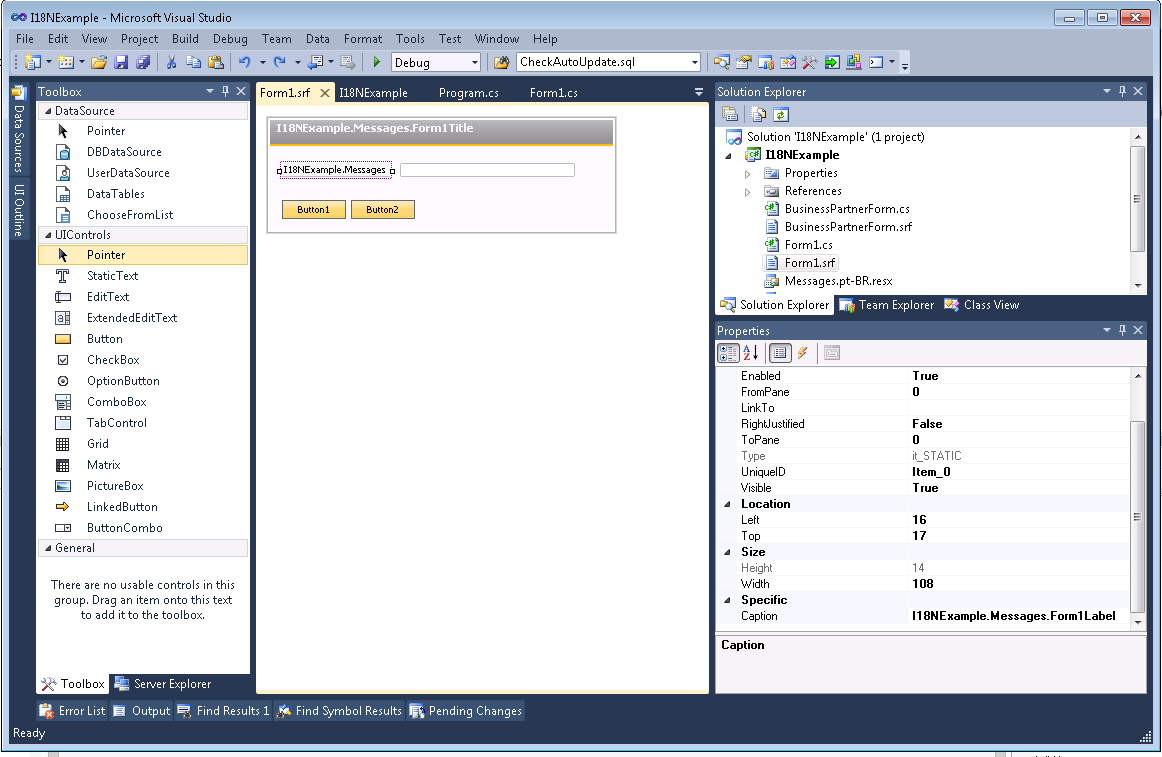 I18NExample - Microsoft Visual Studio
File Edit View Project Build Debug Team Data Format Tools Test Window Help
Debug CheckAutoUpdate.sql
Data Sources
UI Outline
Toolbox
DataSource
Pointer
DBDataSource
UserDataSource
DataTables
ChooseFromList
UIControls
Pointer
StaticText
EditText
ExtendedEditText
Button
CheckBox
OptionButton
ComboBox
TabControl
Grid
Matrix
PictureBox
LinkedButton
ButtonCombo
General
There are no usable controls in this
group. Drag an item onto this text
to add it to the toolbox.
Toolbox Server Explorer
Form1.srf I18NExample Program.cs Form1.cs
I18NExample.Messages.Form1Title
I18NExample.Messages
Button1 Button2
Solution Explorer
Solution 'I18NExample' (1 project)
I18NExample
Properties
References
BusinessPartnerForm.cs
BusinessPartnerForm.srf
Form1.cs
Form1.srf
Messages.pt-BR.resx
Solution Explorer Team Explorer Class View
Properties
Enabled True
FromPane 0
LinkTo
RightJustified False
ToPane 0
Type it_STATIC
UniqueID Item_0
Visible True
Location
Left 16
Top 17
Size
Height 14
Width 108
Specific
Caption I18NExample.Messages.Form1Label
Caption
Error List Output Find Results 1 Find Symbol Results Pending Changes
Ready